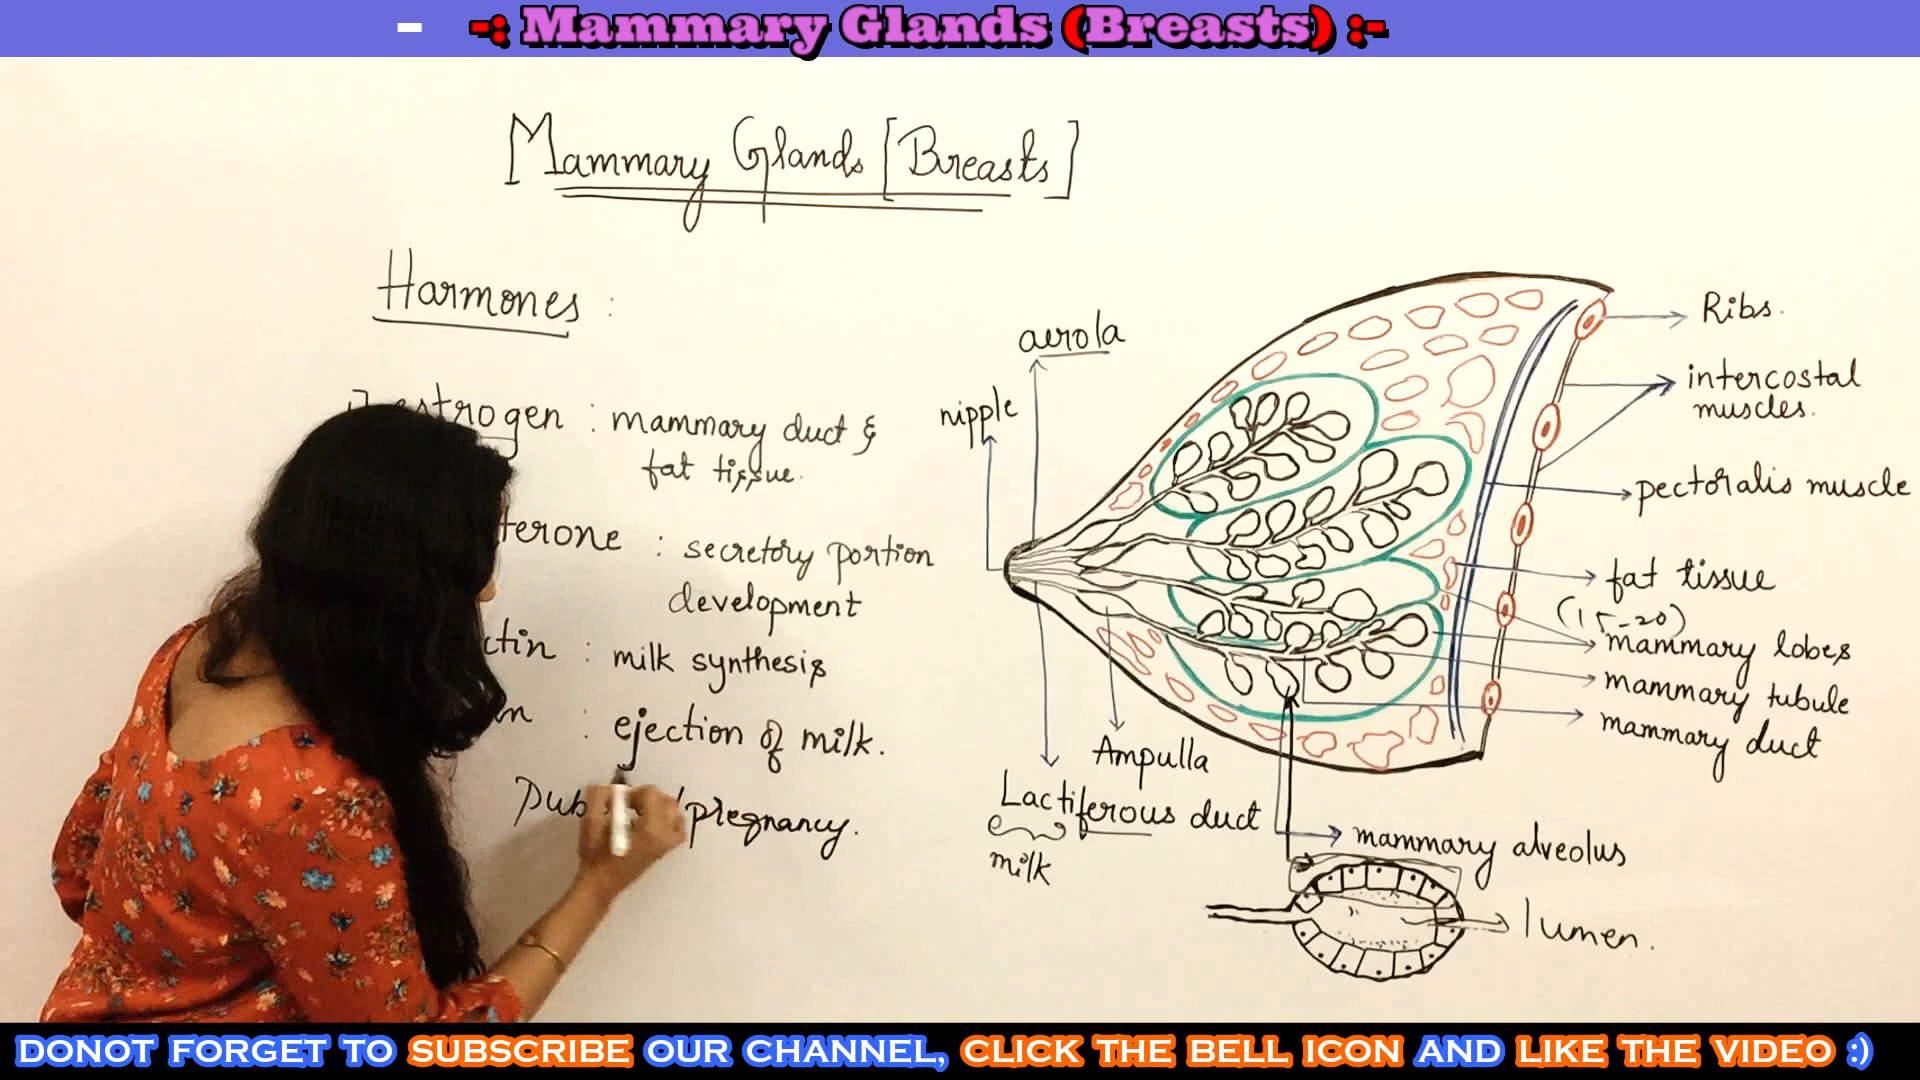 -: Mammary Glands (Breasts) :-
Mammary Glands [Breasts]
Harmones :
estrogen : mammary duct &
fat tissue.
terone : secretory portion
development
ctin : milk synthesis
: ejection of milk.
/pregnancy.
aerola
nipple
Ribs.
intercostal
muscles.
pectoralis muscle
fat tissue
(15-20)
mammary lobes
mammary tubule
mammary duct
Ampulla
Lactiferous duct
milk
mammary alveolus
lumen.
DONOT FORGET TO SUBSCRIBE OUR CHANNEL, CLICK THE BELL ICON AND LIKE THE VIDEO :)